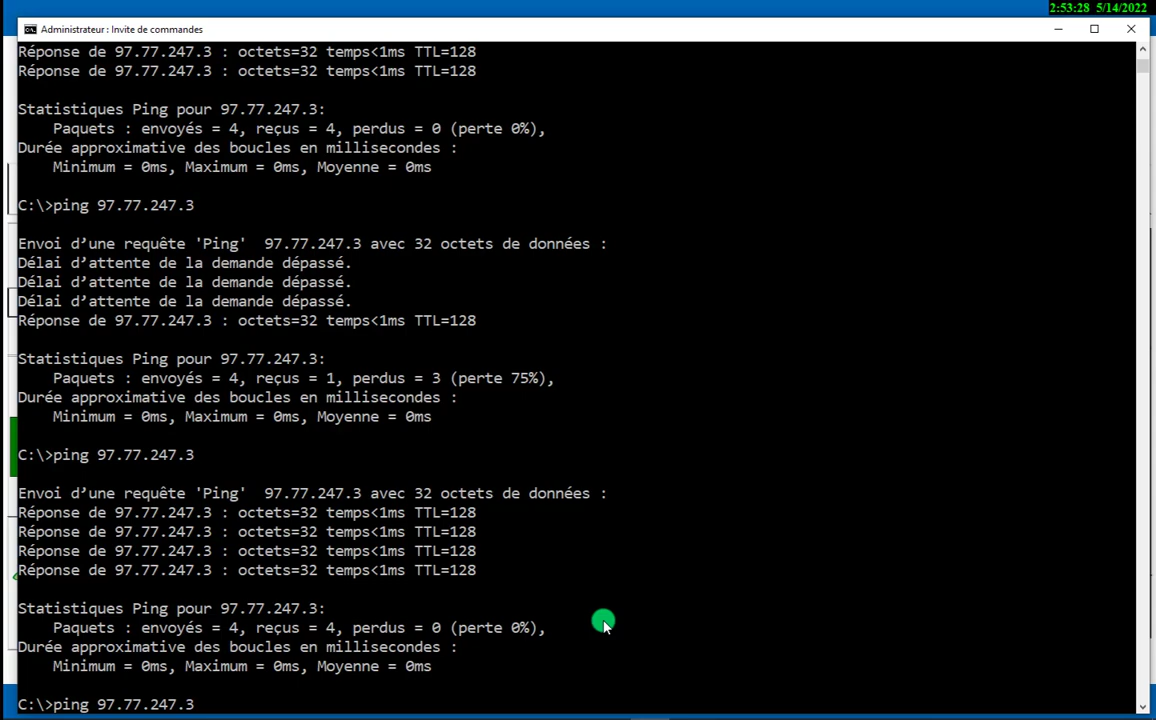 2:53:28 5/14/2022
Administrateur : Invite de commandes
Réponse de 97.77.247.3 : octets=32 temps<1ms TTL=128
Réponse de 97.77.247.3 : octets=32 temps<1ms TTL=128
Statistiques Ping pour 97.77.247.3:
Paquets : envoyés = 4, reçus = 4, perdus = 0 (perte 0%),
Durée approximative des boucles en millisecondes :
Minimum = 0ms, Maximum = 0ms, Moyenne = 0ms
C:\>ping 97.77.247.3
Envoi d’une requête 'Ping'  97.77.247.3 avec 32 octets de données :
Délai d’attente de la demande dépassé.
Délai d’attente de la demande dépassé.
Délai d’attente de la demande dépassé.
Réponse de 97.77.247.3 : octets=32 temps<1ms TTL=128
Statistiques Ping pour 97.77.247.3:
Paquets : envoyés = 4, reçus = 1, perdus = 3 (perte 75%),
Durée approximative des boucles en millisecondes :
Minimum = 0ms, Maximum = 0ms, Moyenne = 0ms
C:\>ping 97.77.247.3
Envoi d’une requête 'Ping'  97.77.247.3 avec 32 octets de données :
Réponse de 97.77.247.3 : octets=32 temps<1ms TTL=128
Réponse de 97.77.247.3 : octets=32 temps<1ms TTL=128
Réponse de 97.77.247.3 : octets=32 temps<1ms TTL=128
Réponse de 97.77.247.3 : octets=32 temps<1ms TTL=128
Statistiques Ping pour 97.77.247.3:
Paquets : envoyés = 4, reçus = 4, perdus = 0 (perte 0%),
Durée approximative des boucles en millisecondes :
Minimum = 0ms, Maximum = 0ms, Moyenne = 0ms
C:\>ping 97.77.247.3